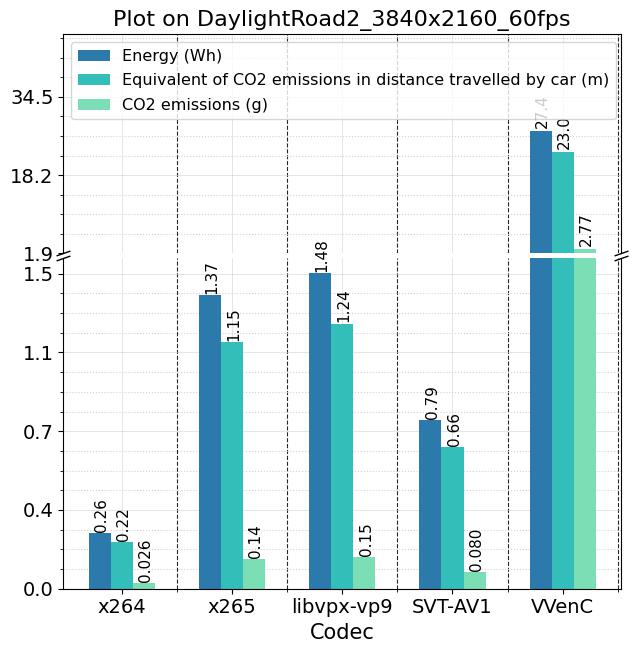 Plot on DaylightRoad2_3840x2160_60fps
Energy (Wh)
Equivalent of CO2 emissions in distance travelled by car (m)
CO2 emissions (g)
34.5
18.2
1.9
1.5
1.1
0.7
0.4
0.0
0.26
0.22
0.026
1.37
1.15
0.14
1.48
1.24
0.15
0.79
0.66
0.080
27.4
23.0
2.77
x264
x265
libvpx-vp9
SVT-AV1
VVenC
Codec